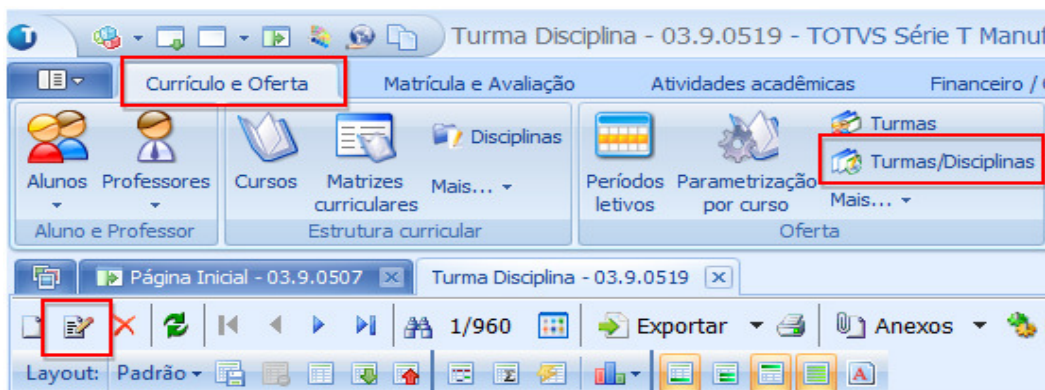 Turma Disciplina - 03.9.0519 - TOTVS Série T Manuf
Currículo e Oferta Matrícula e Avaliação Atividades acadêmicas Financeiro /
Alunos Professores
Aluno e Professor
Cursos Matrizes curriculares Disciplinas Mais...
Estrutura curricular
Períodos letivos Parametrização por curso Turmas
Turmas/Disciplinas
Mais...
Oferta
Página Inicial - 03.9.0507 Turma Disciplina - 03.9.0519
1/960 Exportar Anexos
Layout: Padrão